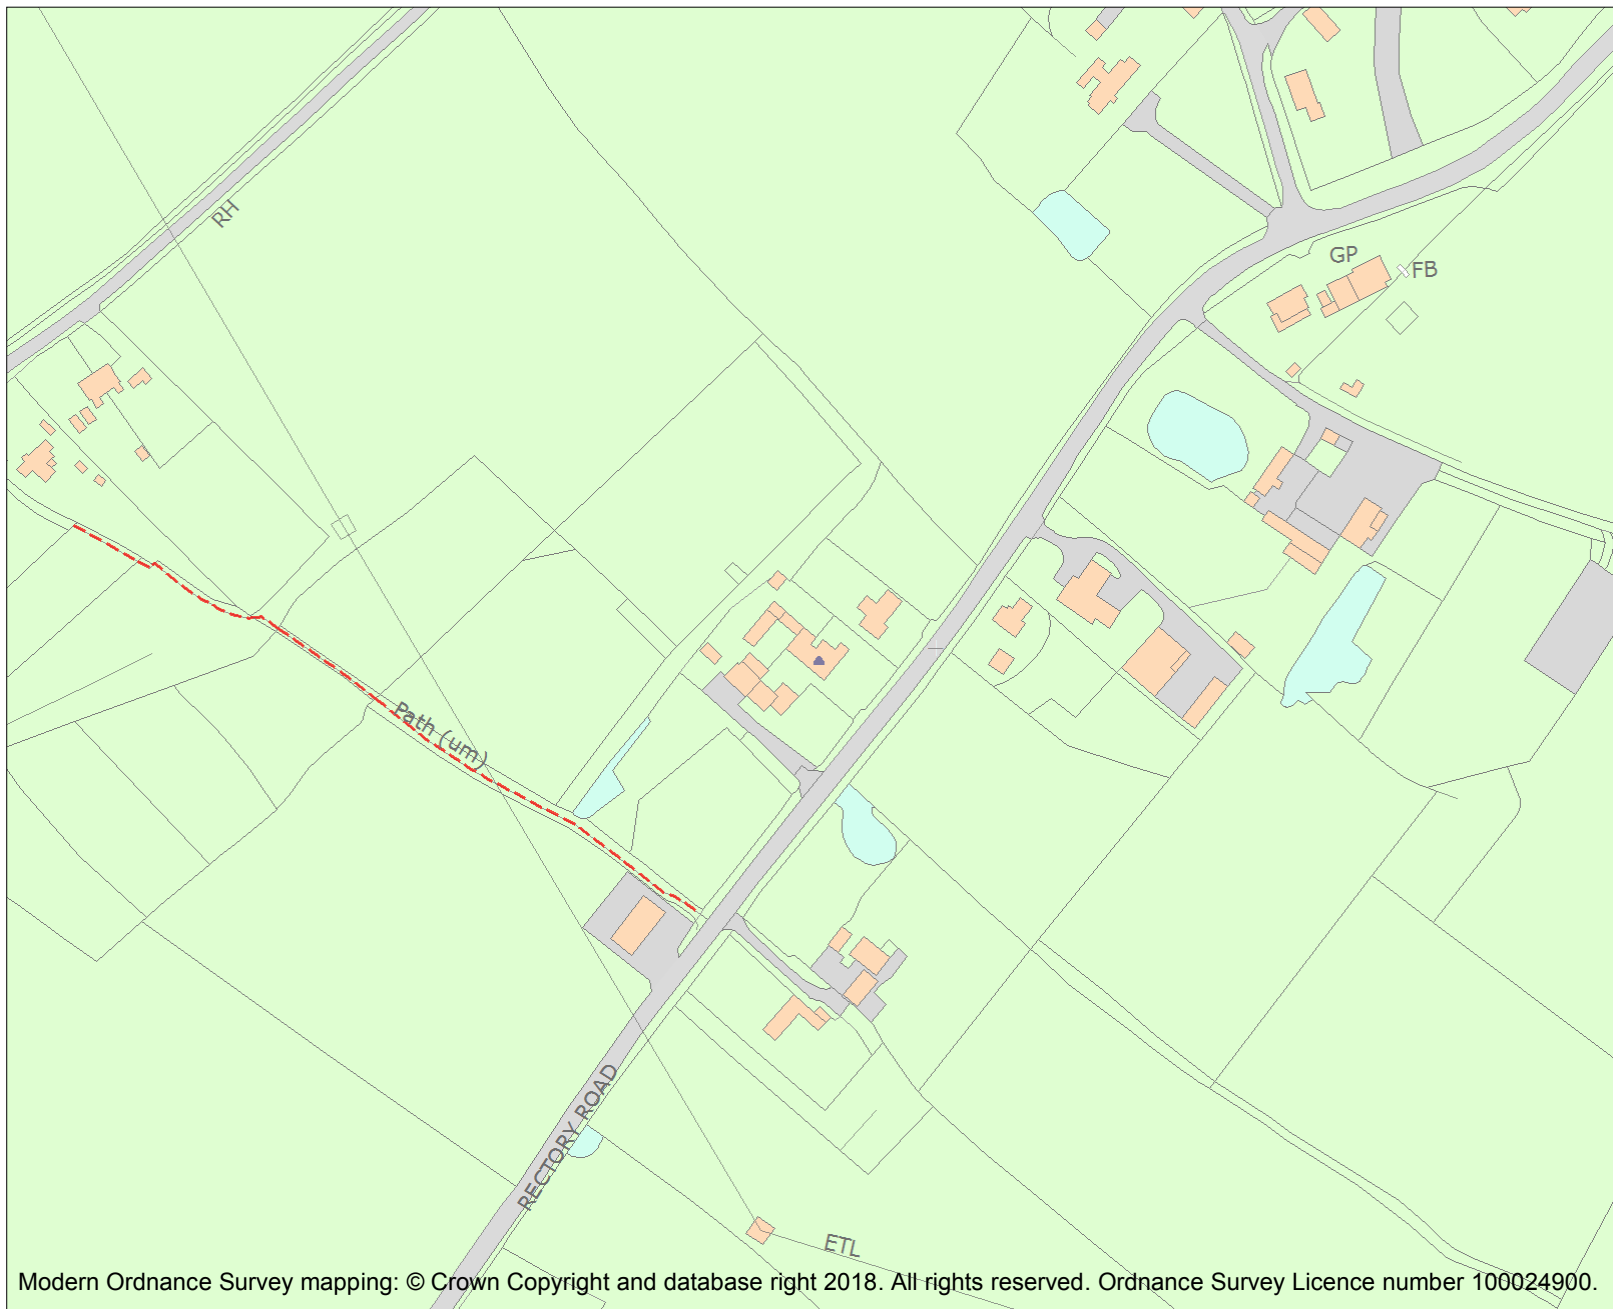 RH
GP
FB
Path (um)
RECTORY ROAD
ETL
Modern Ordnance Survey mapping: © Crown Copyright and database right 2018. All rights reserved. Ordnance Survey Licence number 100024900.